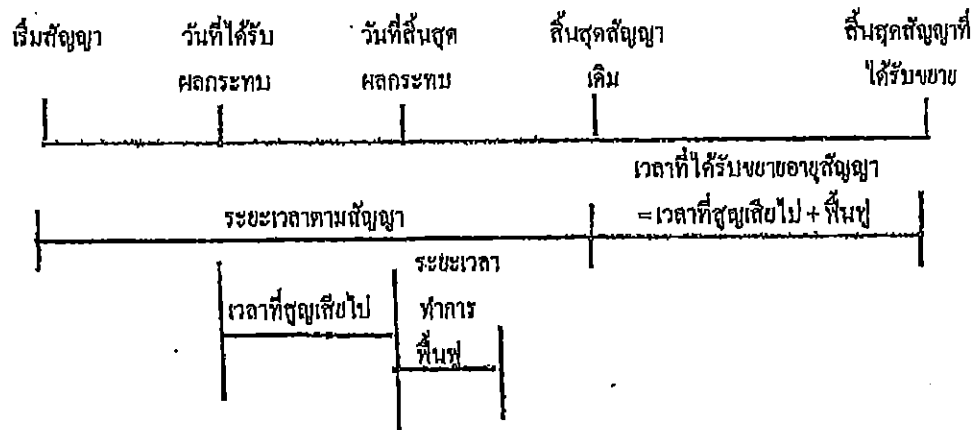 เริ่มสัญญา วันที่ได้รับ วันที่สิ้นสุด สิ้นสุดสัญญา สิ้นสุดสัญญาที่
ผลกระทบ ผลกระทบ เดิม ได้รับขยาย
เวลาที่ได้รับขยายอายุสัญญา
ระยะเวลาตามสัญญา =เวลาที่สูญเสียไป + ฟื้นฟู
ระยะเวลา
เวลาที่สูญเสียไป ทำการ
ฟื้นฟู